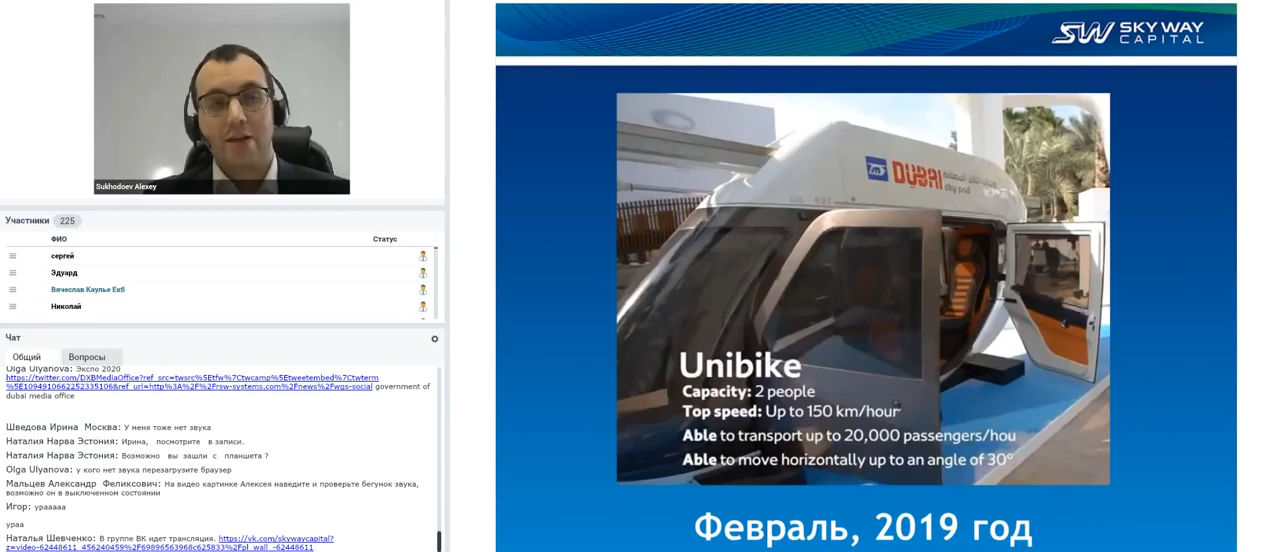 Sukhodoev Alexey
Участники 225
ФИО Статус
сергей
Эдуард
Вячеслав Каулье Екб
Николай
Чат
Общий Вопросы
Olga Ulyanova: Экспо 2020
https://twitter.com/DXBMediaOffice?ref_src=twsrc%5Etfw%7Ctwcamp%5Etweetembed%7Ctwterm
%5E1094910662252335106&ref_url=http%3A%2F%2Frsw-systems.com%2Fnews%2Fwgs-social government of
dubai media office
Шведова Ирина Москва: У меня тоже нет звука
Наталия Нарва Эстония: Ирина, посмотрите в записи.
Наталия Нарва Эстония: Возможно вы зашли с планшета ?
Olga Ulyanova: у кого нет звука перезагрузите браузер
Мальцев Александр Феликсович: На видео картинке Алексея наведите и проверьте бегунок звука,
возможно он в выключенном состоянии
Игор: урааааа
ураа
Наталья Шевченко: В группе ВК идет трансляция. https://vk.com/skywaycapital?
z=video-62448611_456240459%2F69896563968c625833%2Fpl_wall_-62448611
SW SKY WAY
CAPITAL
DUBAI
sky pod
Unibike
Capacity: 2 people
Top speed: Up to 150 km/hour
Able to transport up to 20,000 passengers/hou
Able to move horizontally up to an angle of 30°
Февраль, 2019 год